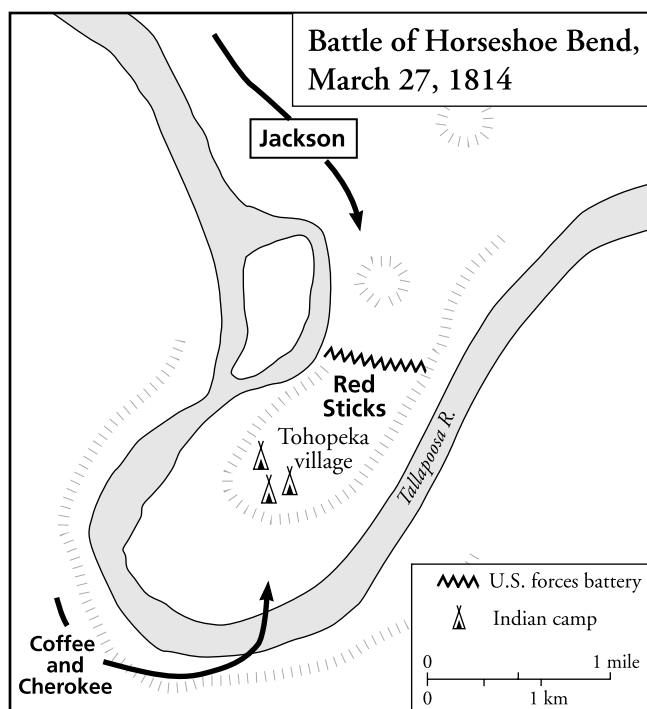 Battle of Horseshoe Bend,
March 27, 1814
Jackson
Red
Sticks
Tohopeka
village
Tallapoosa R.
Coffee
and
Cherokee
U.S. forces battery
Indian camp
0 1 mile
0 1 km